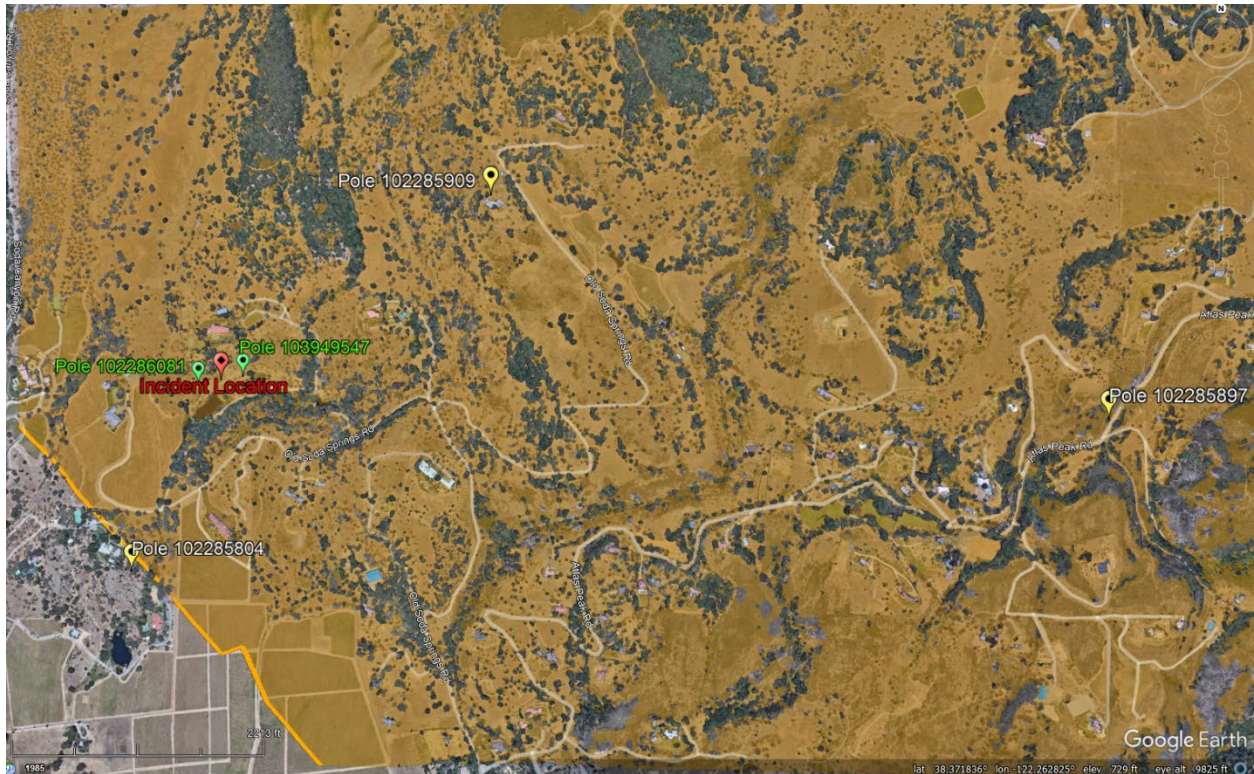 N
Pole 102285909
Old Soda Springs Rd
Atlas Peak
Pole 103949547
Pole 102286081
Incident Location
Pole 102285897
Atlas Peak Rd
Old Soda Springs Rd
Pole 102285804
Atlas Peak Rd
Old Soda Springs Rd
2213 ft
Google Earth
1985
lat 38.371836° lon -122.262825° elev 729 ft eye alt 9825 ft